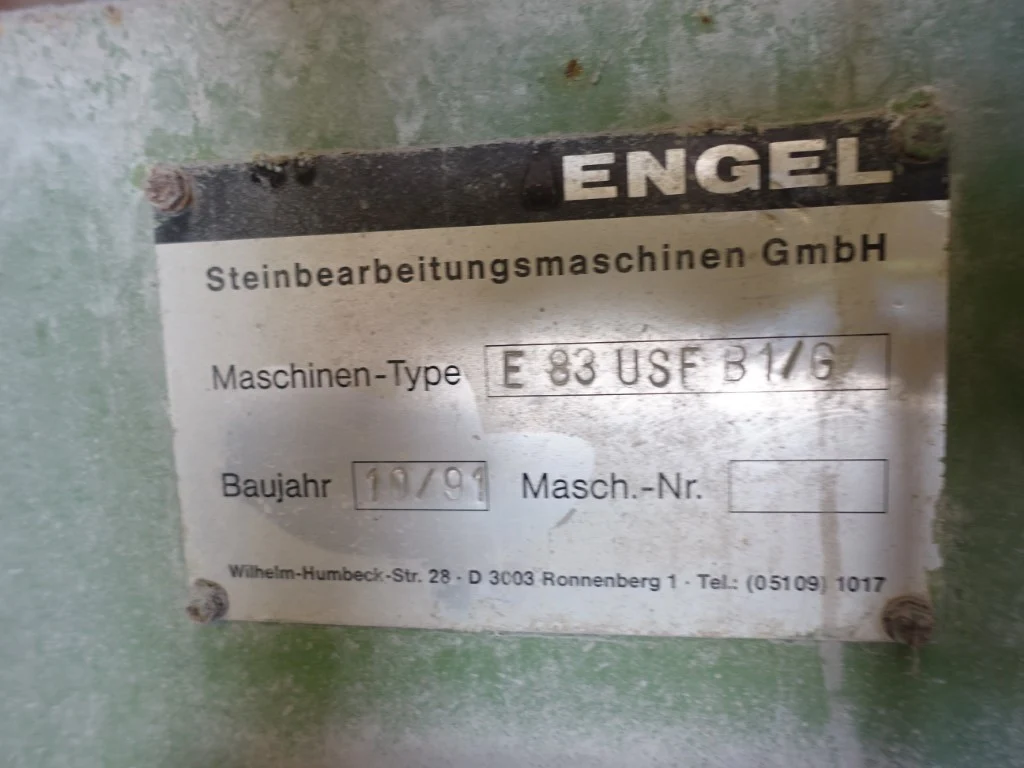 ENGEL
Steinbearbeitungsmaschinen GmbH
Maschinen-Type E 83 USF B1/G
Baujahr 10/91 Masch.-Nr.
Wilhelm-Humbeck-Str. 28 · D 3003 Ronnenberg 1 · Tel.: (05109) 1017